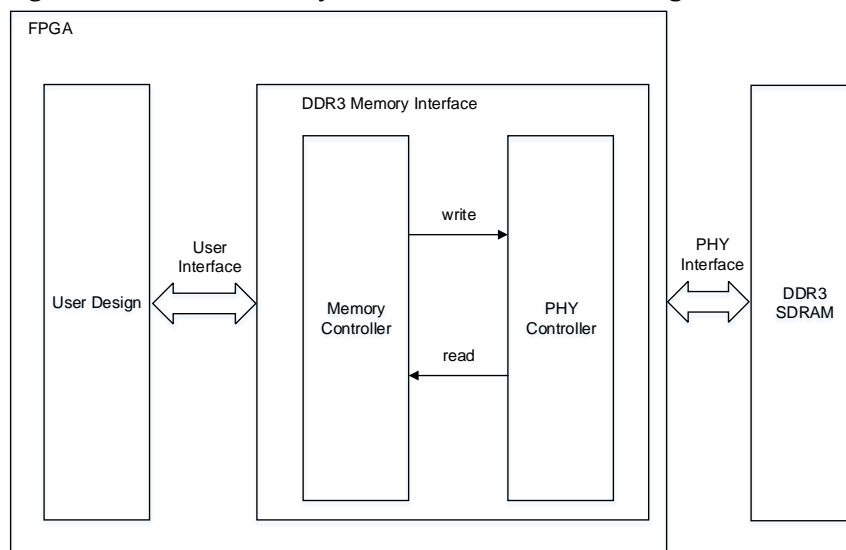 FPGA
DDR3 Memory Interface
User Design
User
Interface
Memory
Controller
write
read
PHY
Controller
PHY
Interface
DDR3
SDRAM